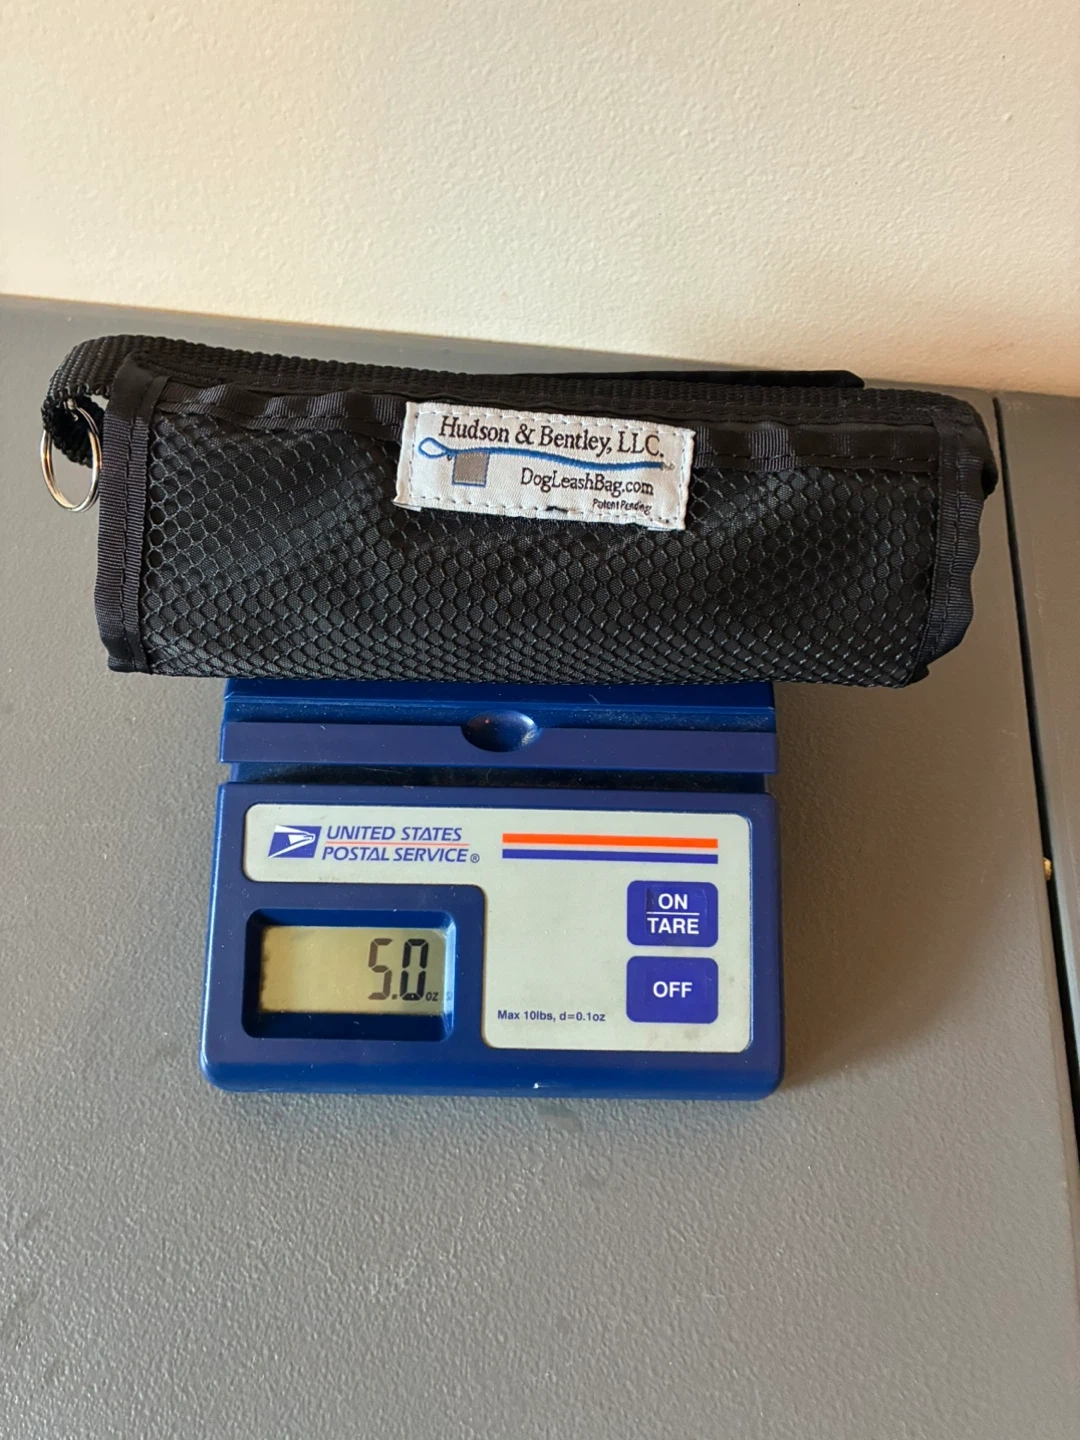 Hudson & Bentley, LLC.
DogLeashBag.com
Patent Pending
UNITED STATES
POSTAL SERVICE®
ON
TARE
5.0 oz
OFF
Max 10lbs, d=0.1oz